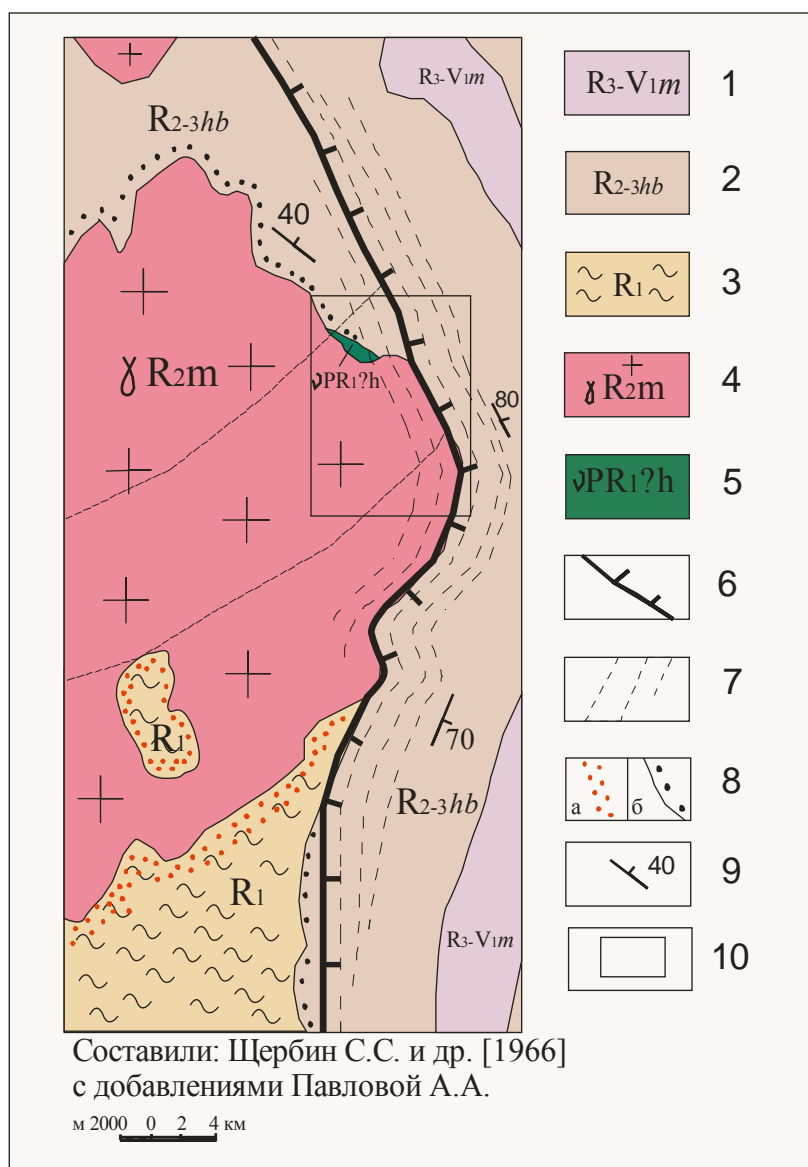 R3-V1m
R2-3hb
40
γ R2m
νPR1?h
80
R1
70
R2-3hb
R1
R3-V1m
R3-V1m 1
R2-3hb 2
R1 3
γ R2m 4
νPR1?h 5
6
7
а б 8
40 9
10
Составили: Щербин С.С. и др. [1966]
с добавлениями Павловой А.А.
м 2000 0 2 4 км